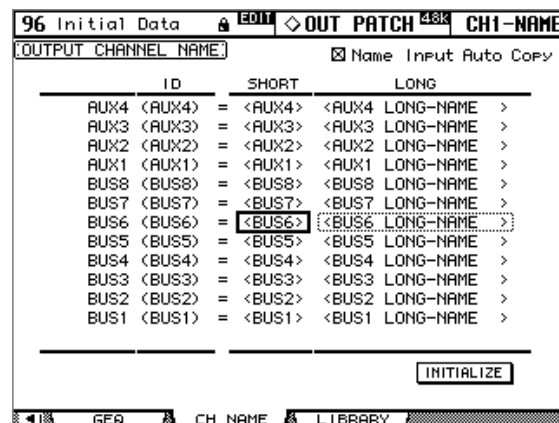 96 Initial Data EDIT ◇OUT PATCH 48K CH1-NAME
OUTPUT CHANNEL NAME ☒ Name Input Auto Copy
ID SHORT LONG
AUX4 (AUX4) = <AUX4> <AUX4 LONG-NAME >
AUX3 (AUX3) = <AUX3> <AUX3 LONG-NAME >
AUX2 (AUX2) = <AUX2> <AUX2 LONG-NAME >
AUX1 (AUX1) = <AUX1> <AUX1 LONG-NAME >
BUS8 (BUS8) = <BUS8> <BUS8 LONG-NAME >
BUS7 (BUS7) = <BUS7> <BUS7 LONG-NAME >
BUS6 (BUS6) = <BUS6> <BUS6 LONG-NAME >
BUS5 (BUS5) = <BUS5> <BUS5 LONG-NAME >
BUS4 (BUS4) = <BUS4> <BUS4 LONG-NAME >
BUS3 (BUS3) = <BUS3> <BUS3 LONG-NAME >
BUS2 (BUS2) = <BUS2> <BUS2 LONG-NAME >
BUS1 (BUS1) = <BUS1> <BUS1 LONG-NAME >
INITIALIZE
GEQ CH NAME LIBRARY